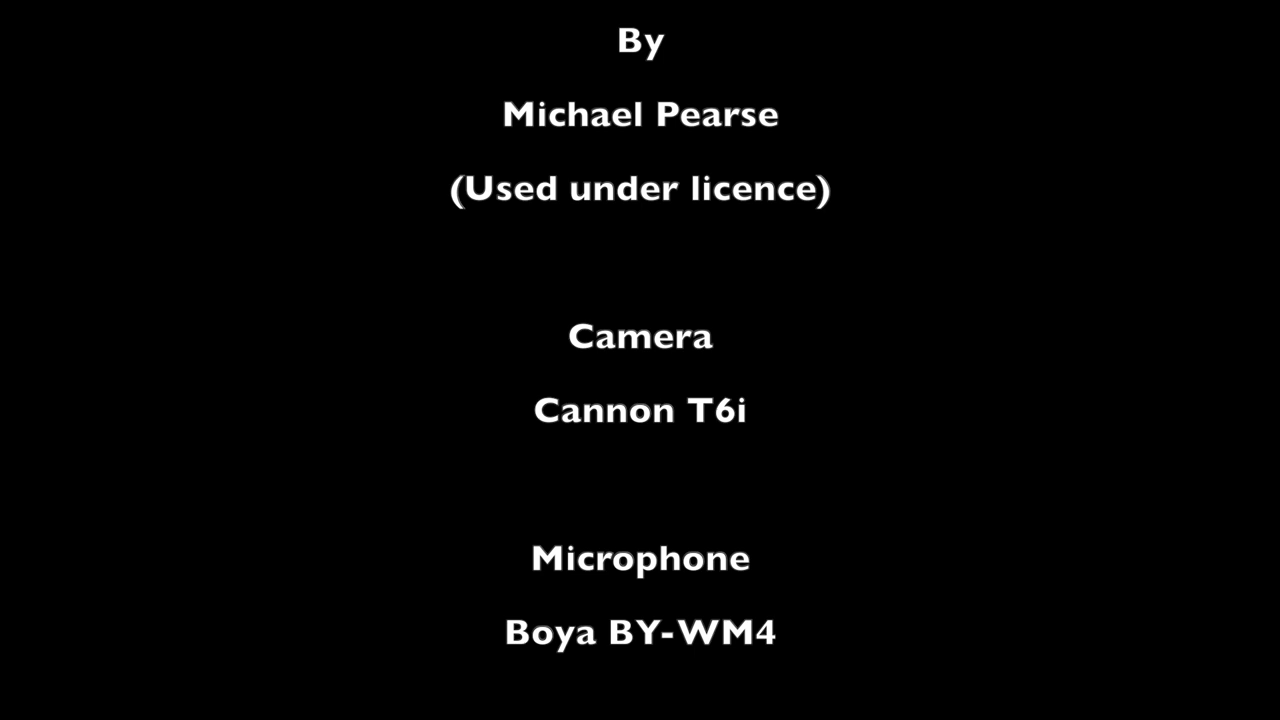 By
Michael Pearse
(Used under licence)
Camera
Cannon T6i
Microphone
Boya BY-WM4